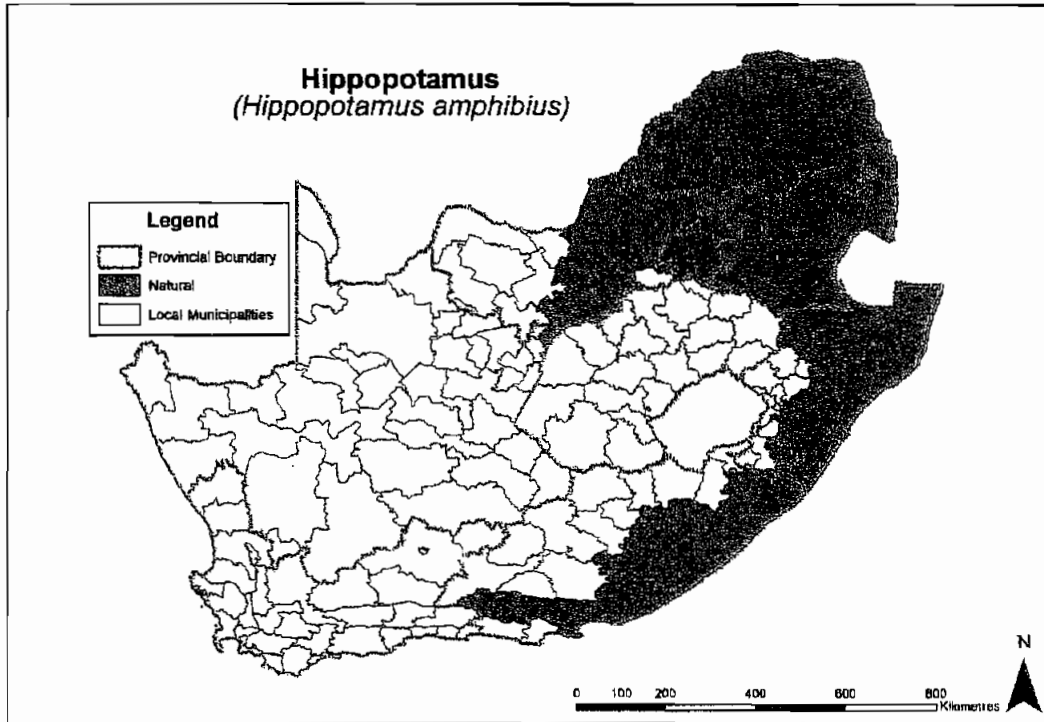 Hippopotamus
(Hippopotamus amphibius)
Legend
Provincial Boundary
Natural
Local Municipalities
N
0 100 200 400 600 800
Kilometres